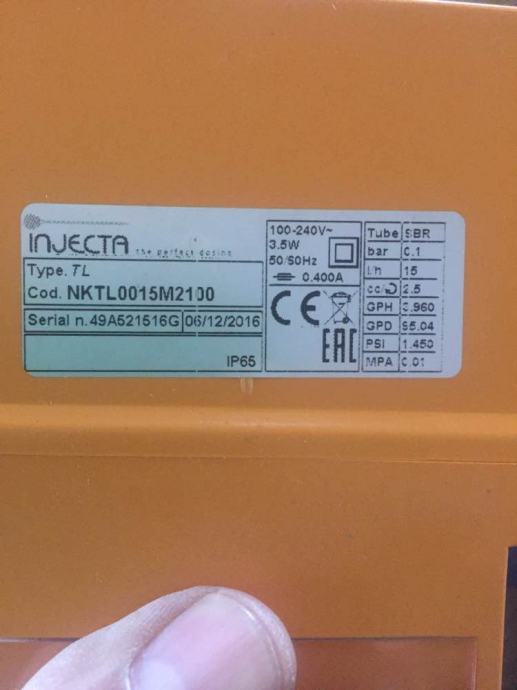 INJECTA the perfect dosing
Type. TL
Cod. NKTL0015M2100
Serial n. 49A521516G 06/12/2016
IP65
100-240V~
3.5W
50/60Hz
0.400A
CE
EAC
Tube SBR
bar 0.1
l/h 15
cc/ 2.5
GPH 3.960
GPD 95.04
PSI 1.450
MPA 0.01